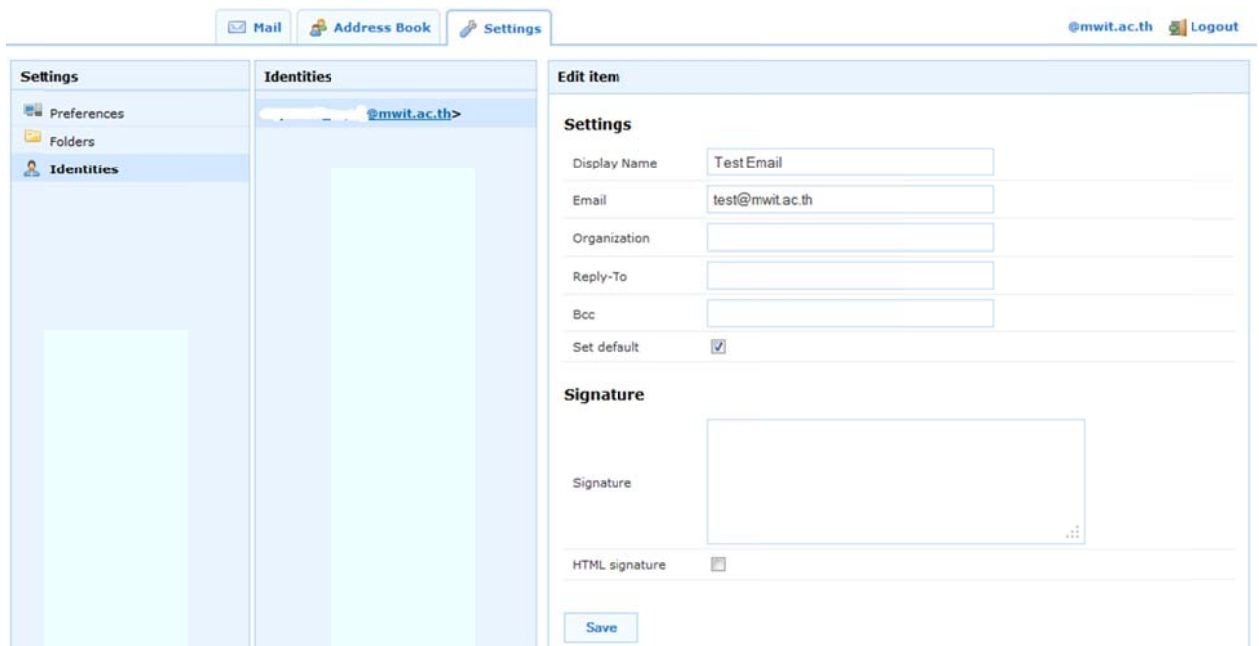 Mail Address Book Settings @mwit.ac.th Logout
Settings
Preferences
Folders
Identities
Identities
@mwit.ac.th>
Edit item
Settings
Display Name Test Email
Email test@mwit.ac.th
Organization
Reply-To
Bcc
Set default
Signature
Signature
HTML signature
Save